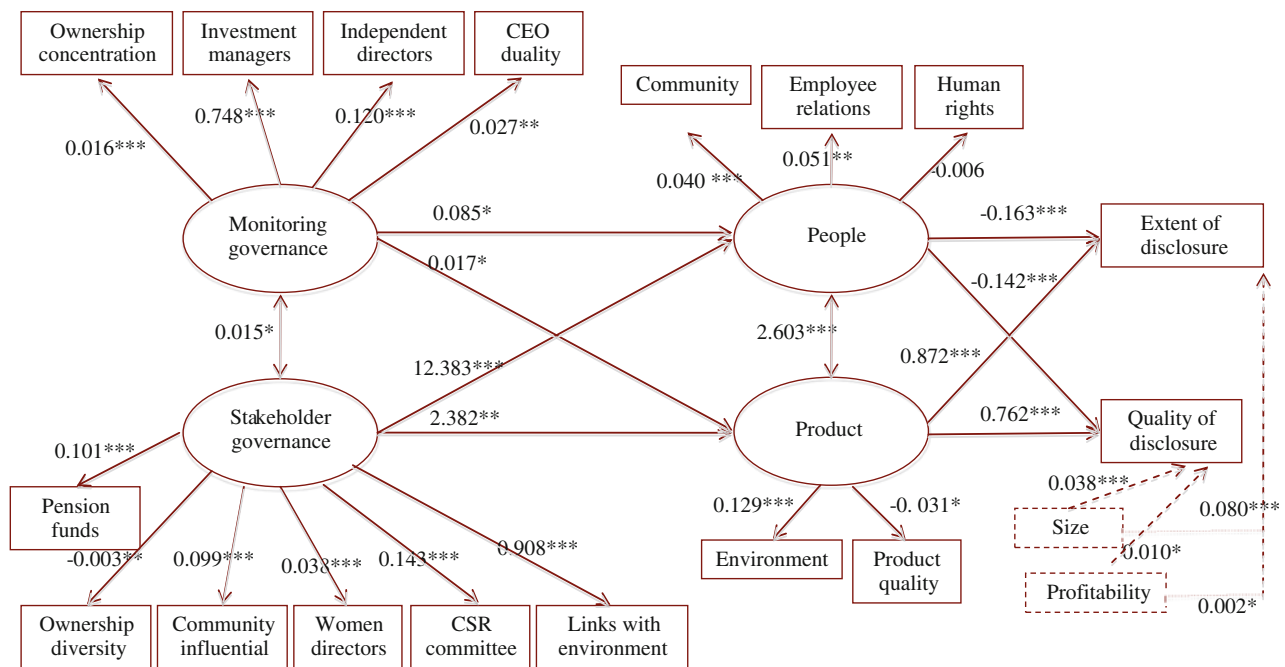 Ownership
concentration
Investment
managers
Independent
directors
CEO
duality
Community
Employee
relations
Human
rights
0.016***
0.748***
0.120***
0.027**
0.040 ***
0.051**
-0.006
Monitoring
governance
0.085*
0.017*
People
-0.163***
-0.142***
Extent of
disclosure
0.015*
2.603***
12.383***
2.382**
0.872***
0.762***
Stakeholder
governance
Product
Quality of
disclosure
0.101***
Pension
funds
-0.003**
0.099***
0.038***
0.143***
0.908***
0.129***
-0.031*
0.038***
0.080***
Size
0.010*
Environment
Product
quality
Profitability
0.002*
Ownership
diversity
Community
influential
Women
directors
CSR
committee
Links with
environment